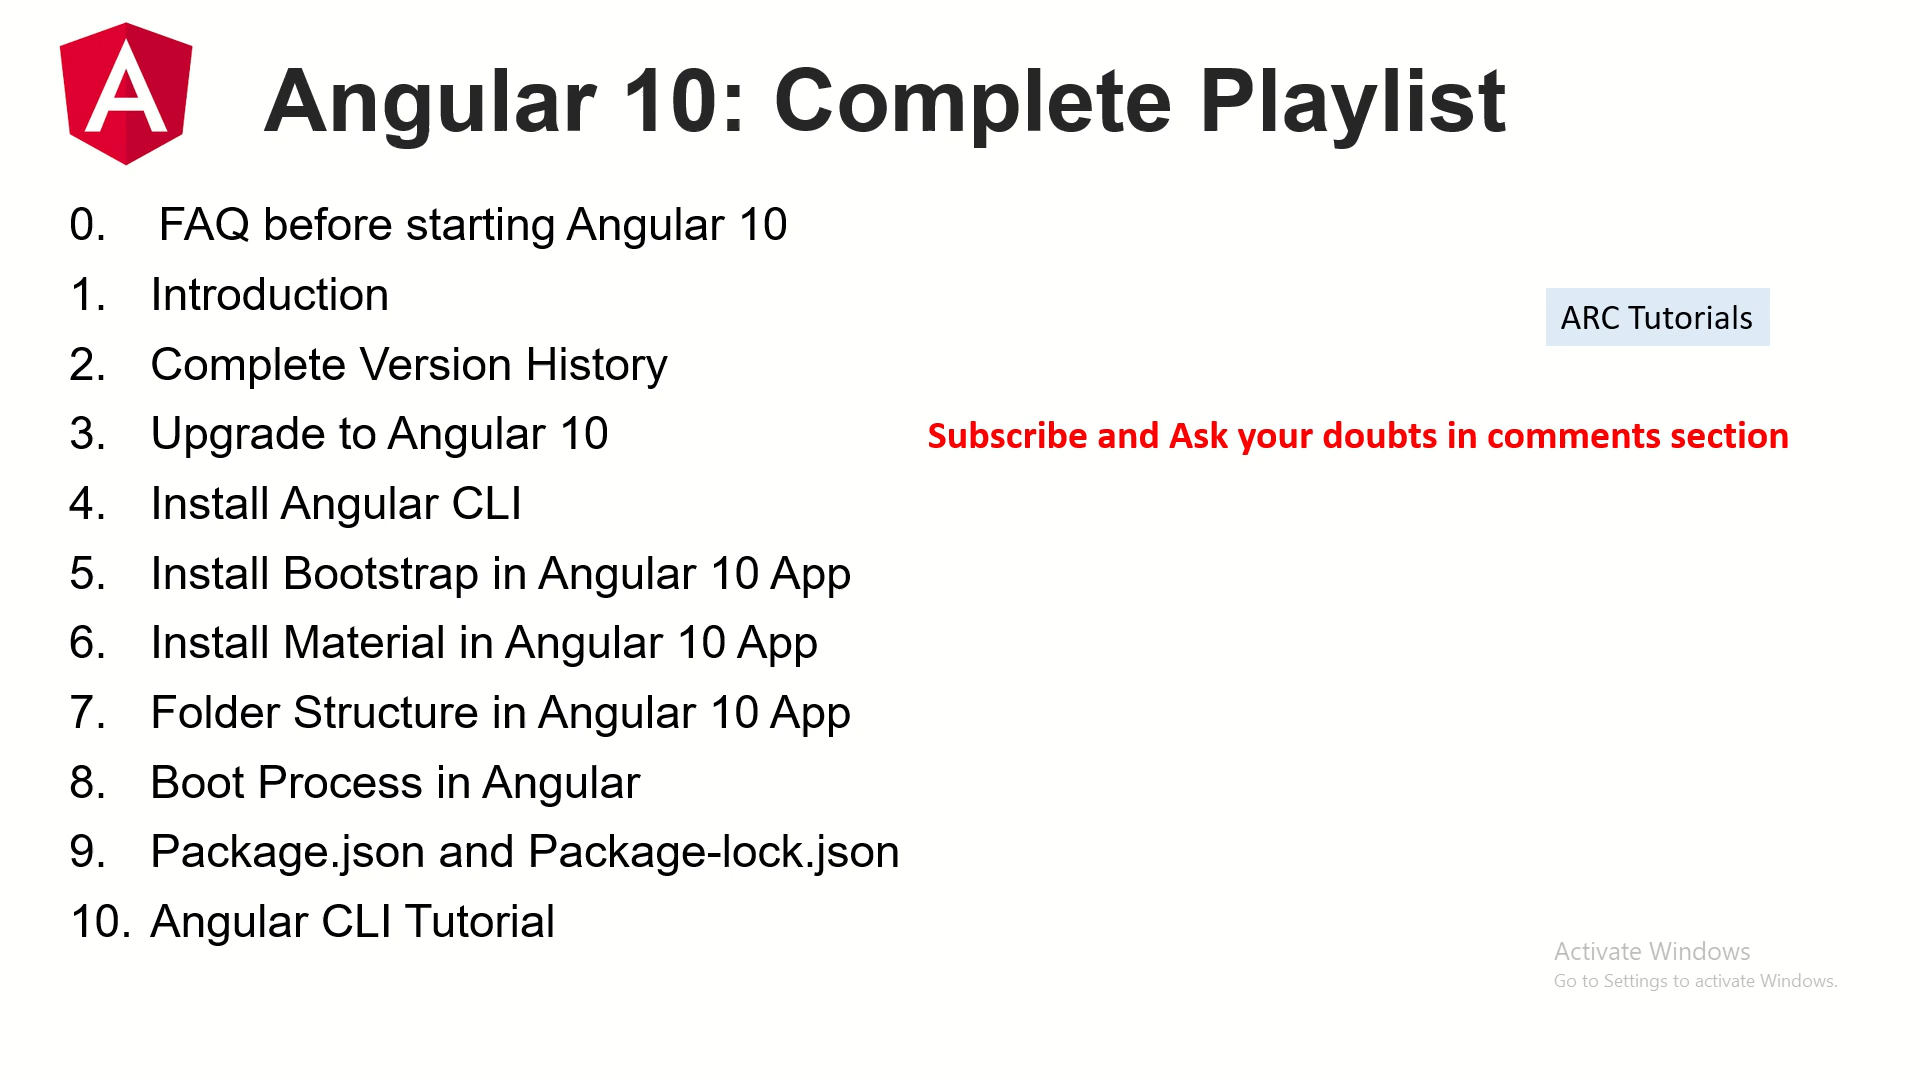 Angular 10: Complete Playlist
0. FAQ before starting Angular 10
1. Introduction
2. Complete Version History
3. Upgrade to Angular 10
4. Install Angular CLI
5. Install Bootstrap in Angular 10 App
6. Install Material in Angular 10 App
7. Folder Structure in Angular 10 App
8. Boot Process in Angular
9. Package.json and Package-lock.json
10. Angular CLI Tutorial
ARC Tutorials
Subscribe and Ask your doubts in comments section
Activate Windows
Go to Settings to activate Windows.